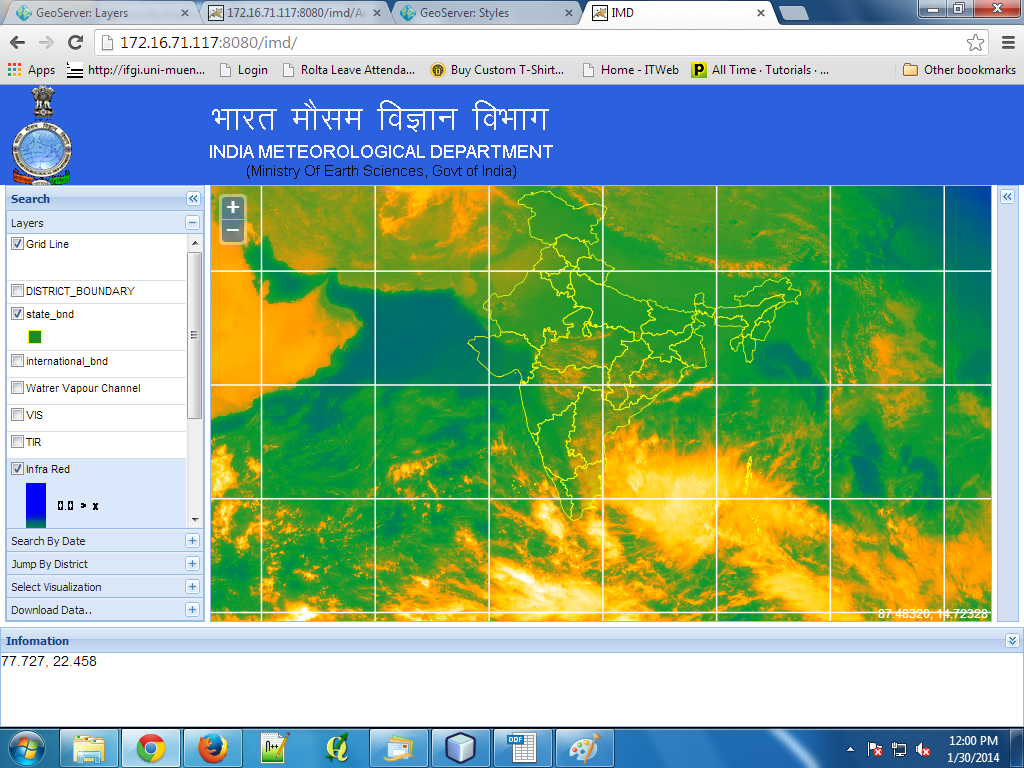 GeoServer: Layers
172.16.71.117:8080/imd/A
GeoServer: Styles
IMD
172.16.71.117:8080/imd/
Apps
http://ifgi.uni-muen...
Login
Rolta Leave Attenda...
Buy Custom T-Shirt...
Home - ITWeb
All Time · Tutorials · ...
Other bookmarks
भारत मौसम विज्ञान विभाग
INDIA METEOROLOGICAL DEPARTMENT
(Ministry Of Earth Sciences, Govt of India)
Search
Layers
Grid Line
DISTRICT_BOUNDARY
state_bnd
international_bnd
Watrer Vapour Channel
VIS
TIR
Infra Red
0.0 > x
Search By Date
Jump By District
Select Visualization
Download Data..
+
−
87.48320, 14.72328
Infomation
77.727, 22.458
12:00 PM
1/30/2014